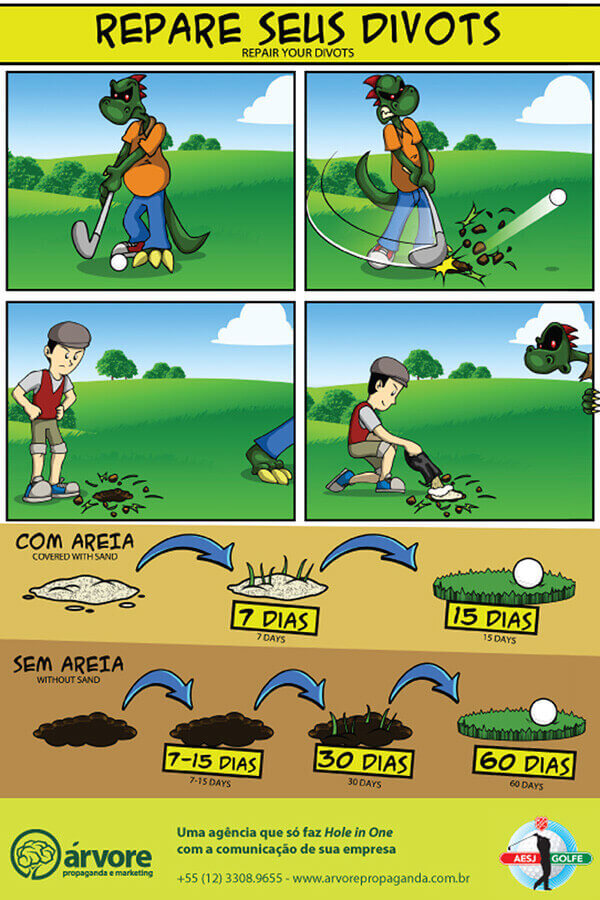 REPARE SEUS DIVOTS
REPAIR YOUR DIVOTS
COM AREIA
COVERED WITH SAND
7 DIAS
7 DAYS
15 DIAS
15 DAYS
SEM AREIA
WITHOUT SAND
7-15 DIAS
7-15 DAYS
30 DIAS
30 DAYS
60 DIAS
60 DAYS
árvore
propaganda e marketing
Uma agência que só faz Hole in One
com a comunicação de sua empresa
+55 (12) 3308.9655 - www.arvorepropaganda.com.br
AESJ GOLFE